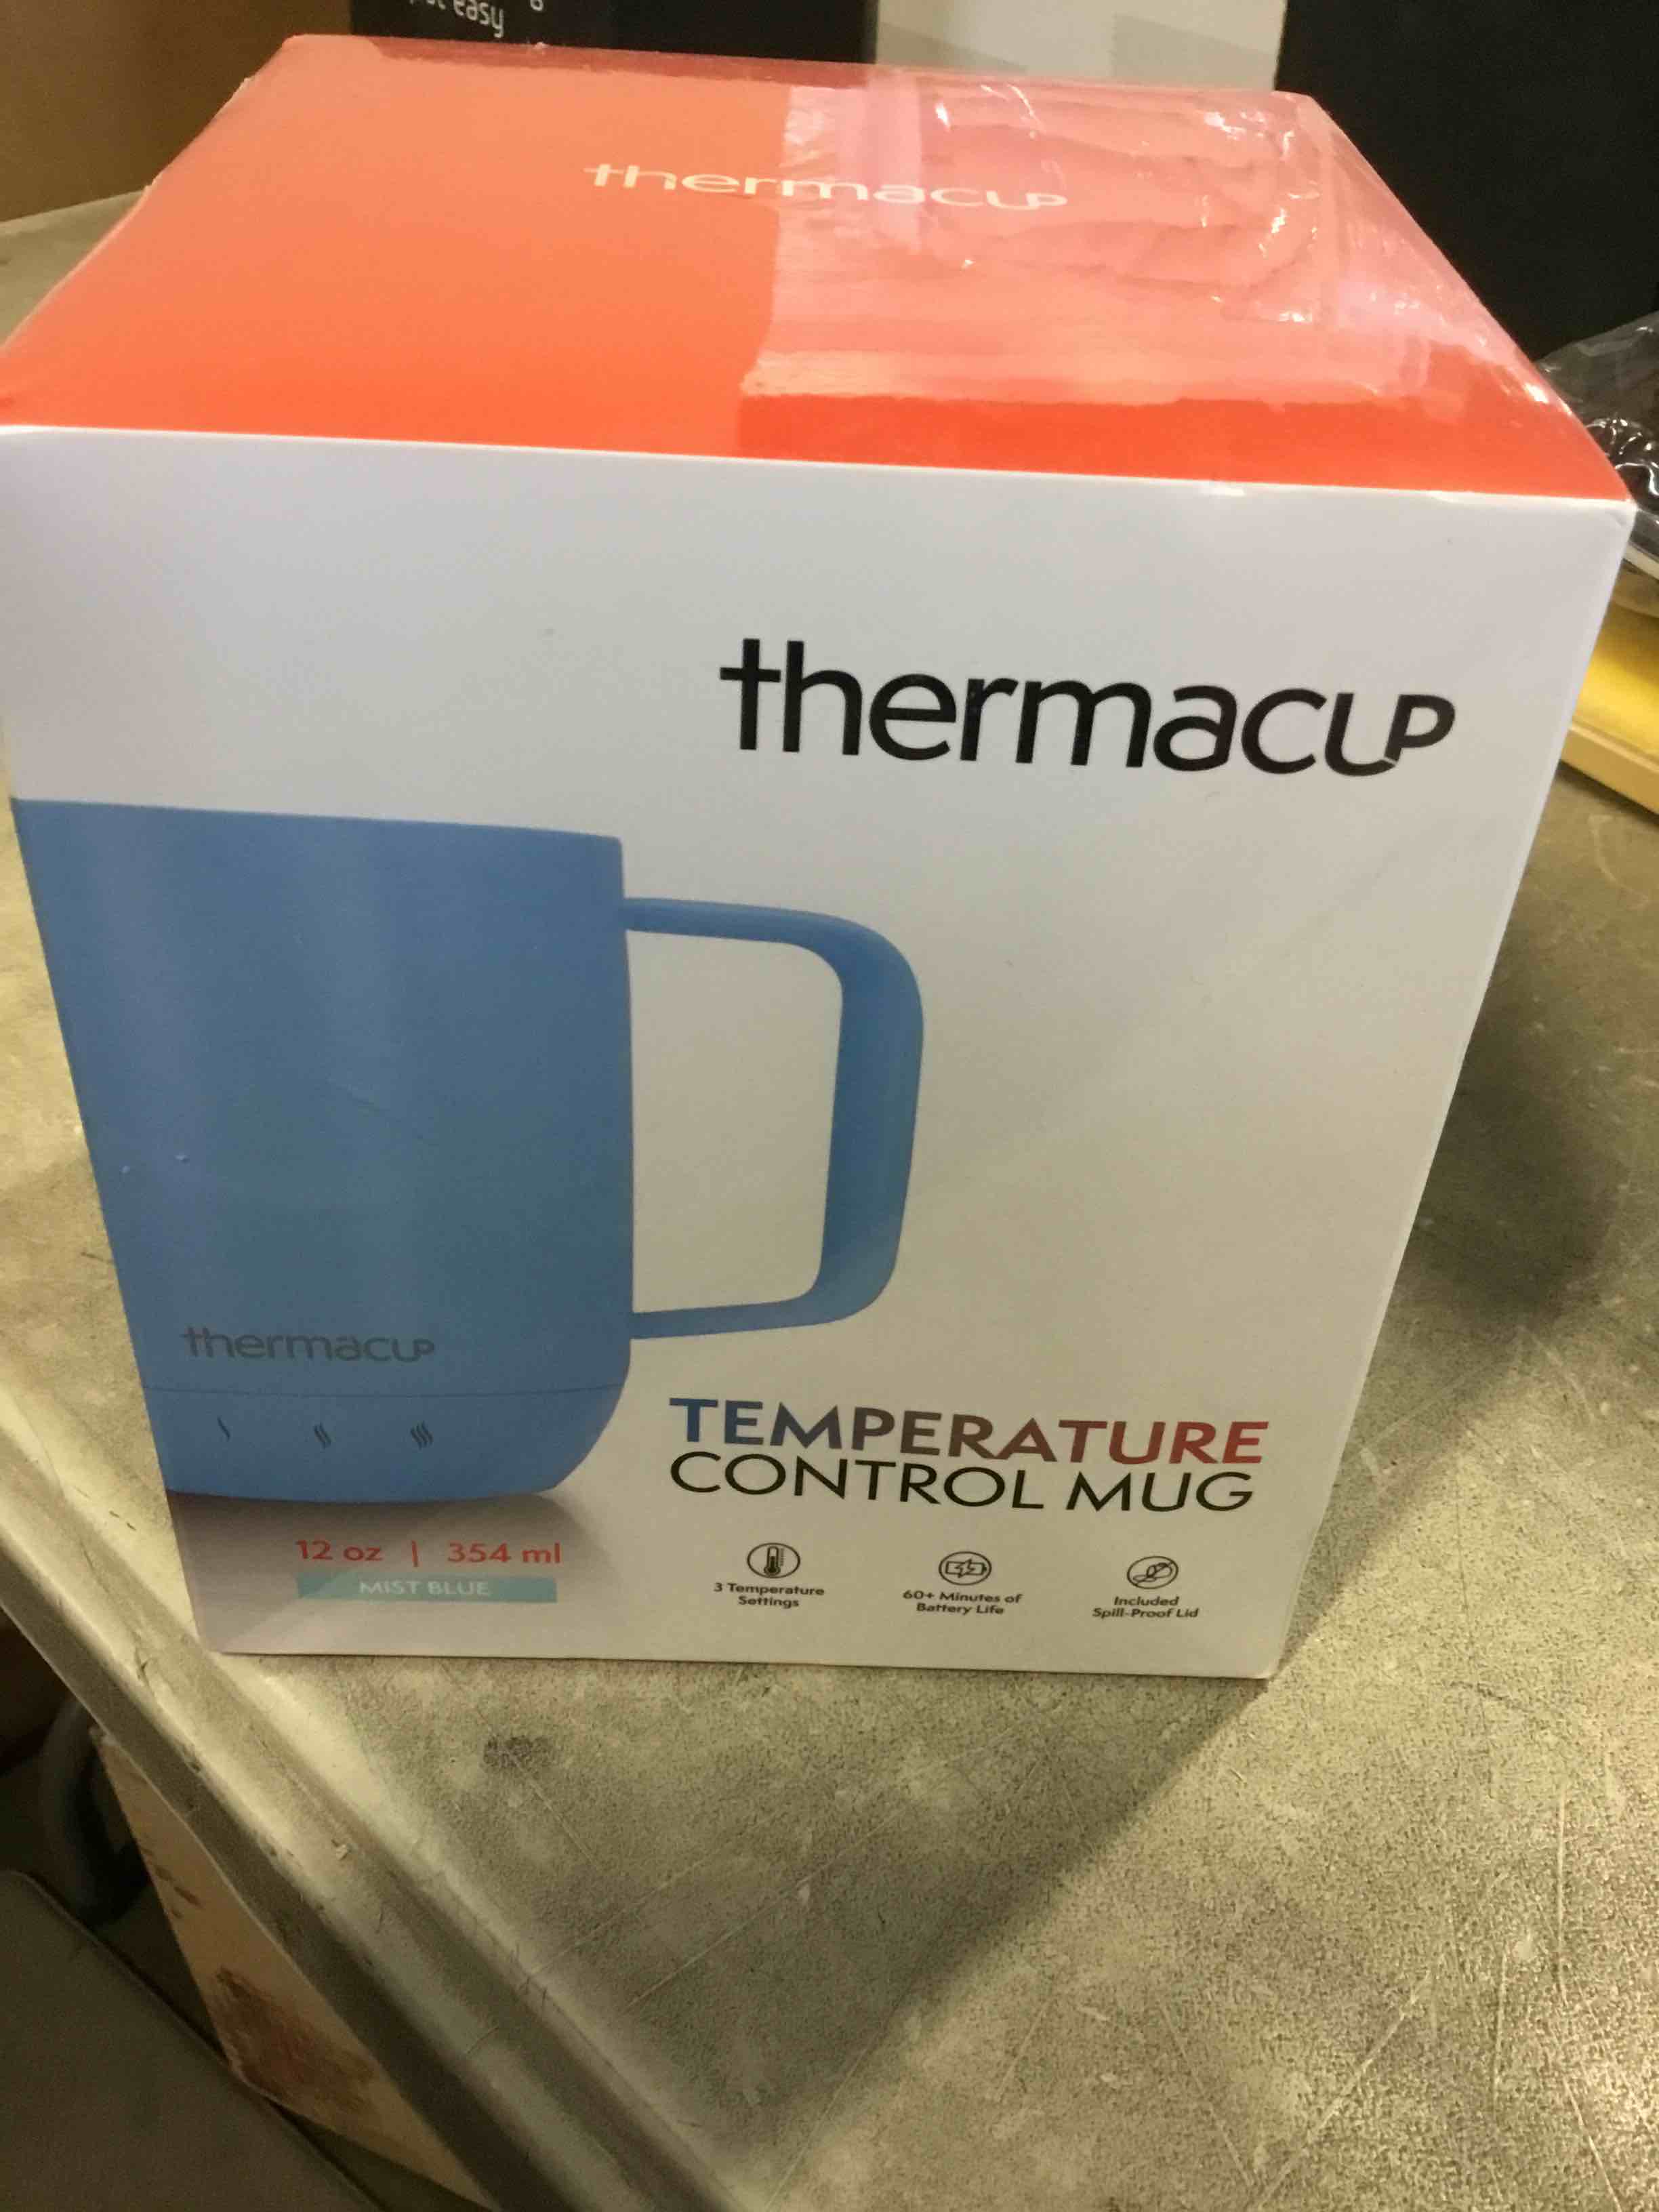 easy
thermacup
thermacup
thermacup
TEMPERATURE
CONTROL MUG
12 oz | 354 ml
MIST BLUE
3 Temperature
Settings
60+ Minutes of
Battery Life
Included
Spill-Proof Lid